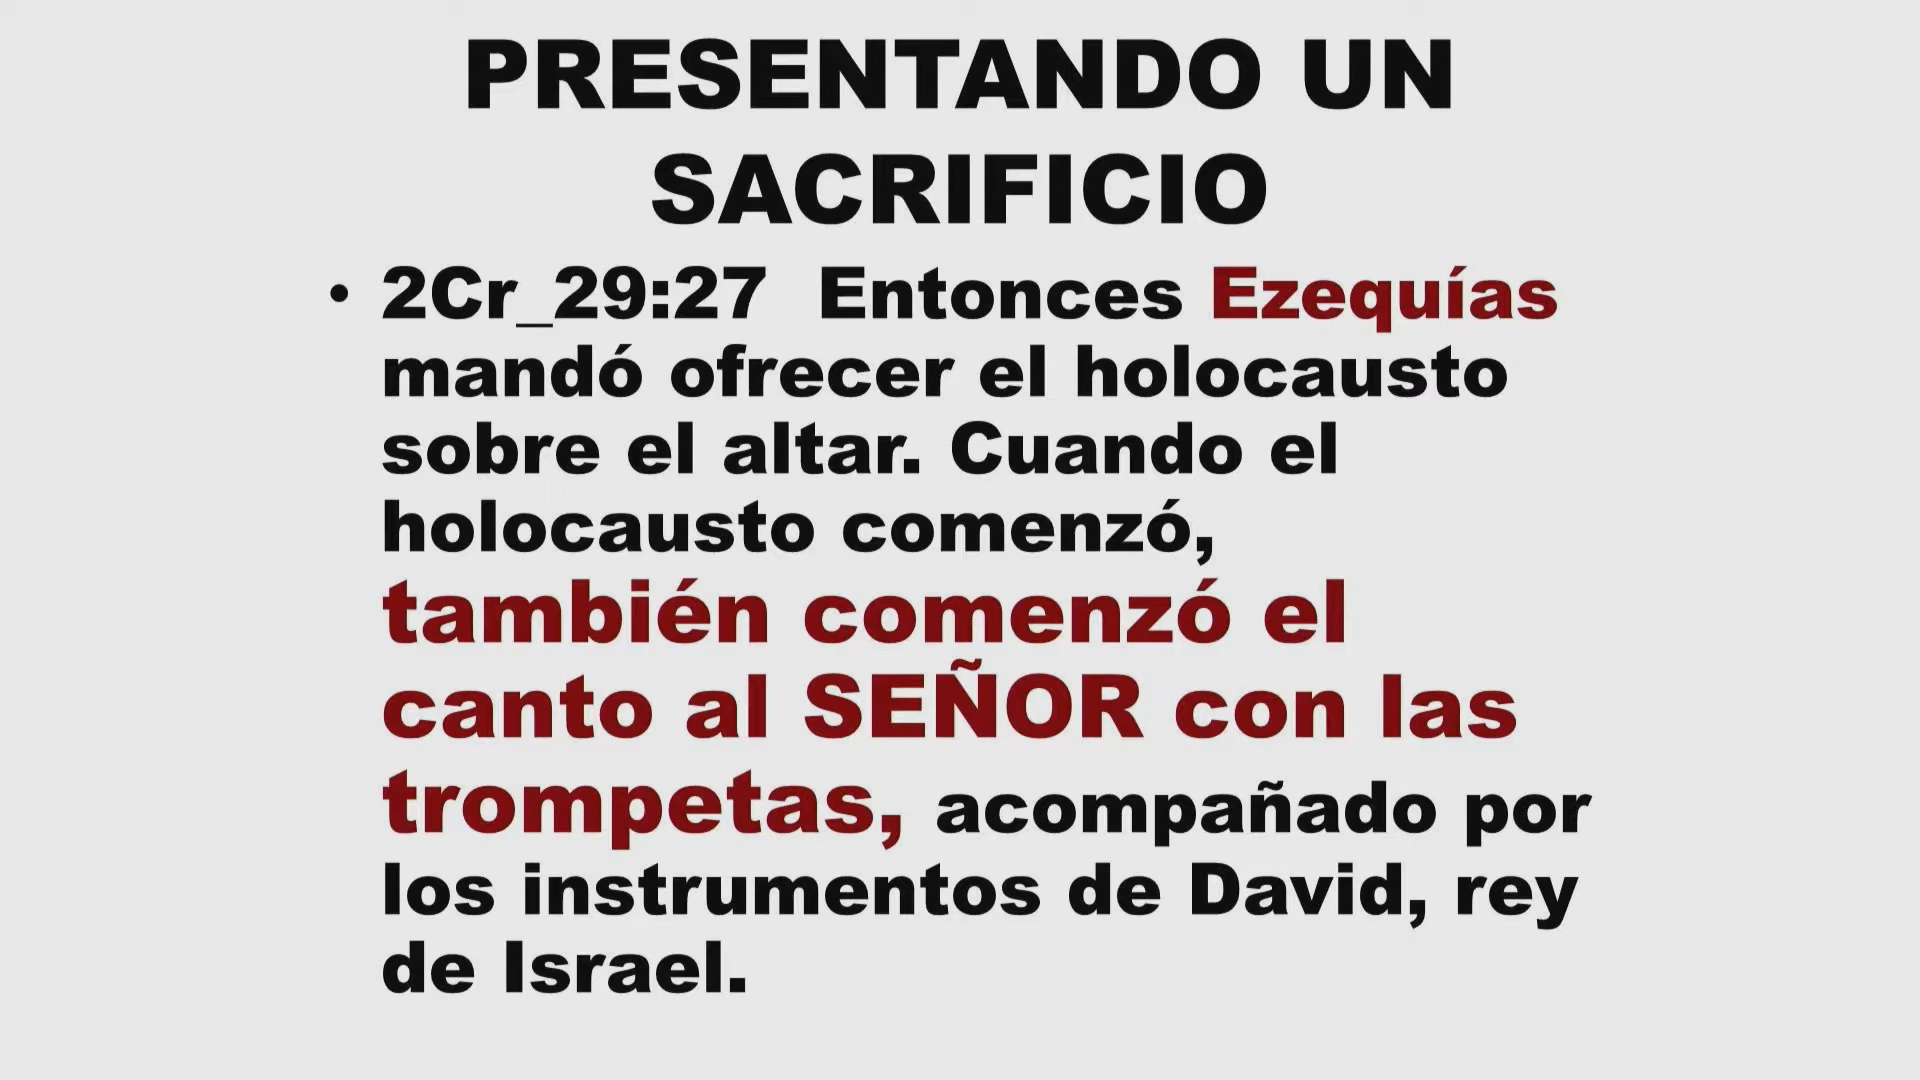 PRESENTANDO UN
SACRIFICIO
• 2Cr_29:27 Entonces Ezequías
mandó ofrecer el holocausto
sobre el altar. Cuando el
holocausto comenzó,
también comenzó el
canto al SEÑOR con las
trompetas, acompañado por
los instrumentos de David, rey
de Israel.